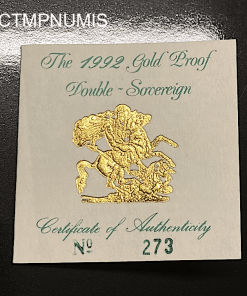 CTMPNUMIS
The 1992 Gold Proof
Double - Sovereign
Certificate of Authenticity
Nº 273